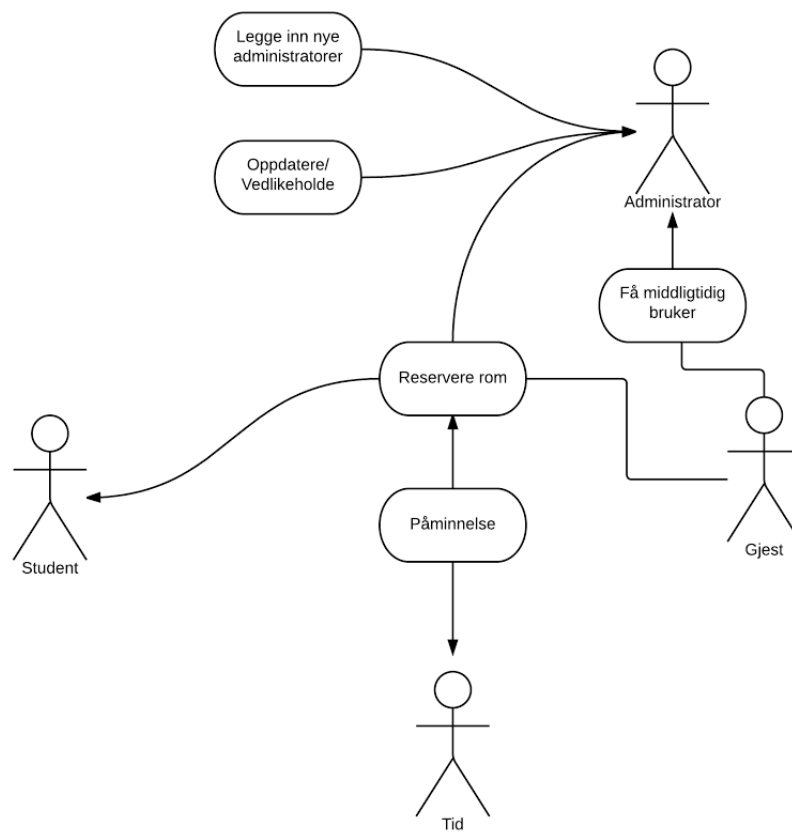 Legge inn nye
administratorer
Oppdatere/
Vedlikeholde
Administrator
Få middligtidig
bruker
Reservere rom
Student
Påminnelse
Gjest
Tid